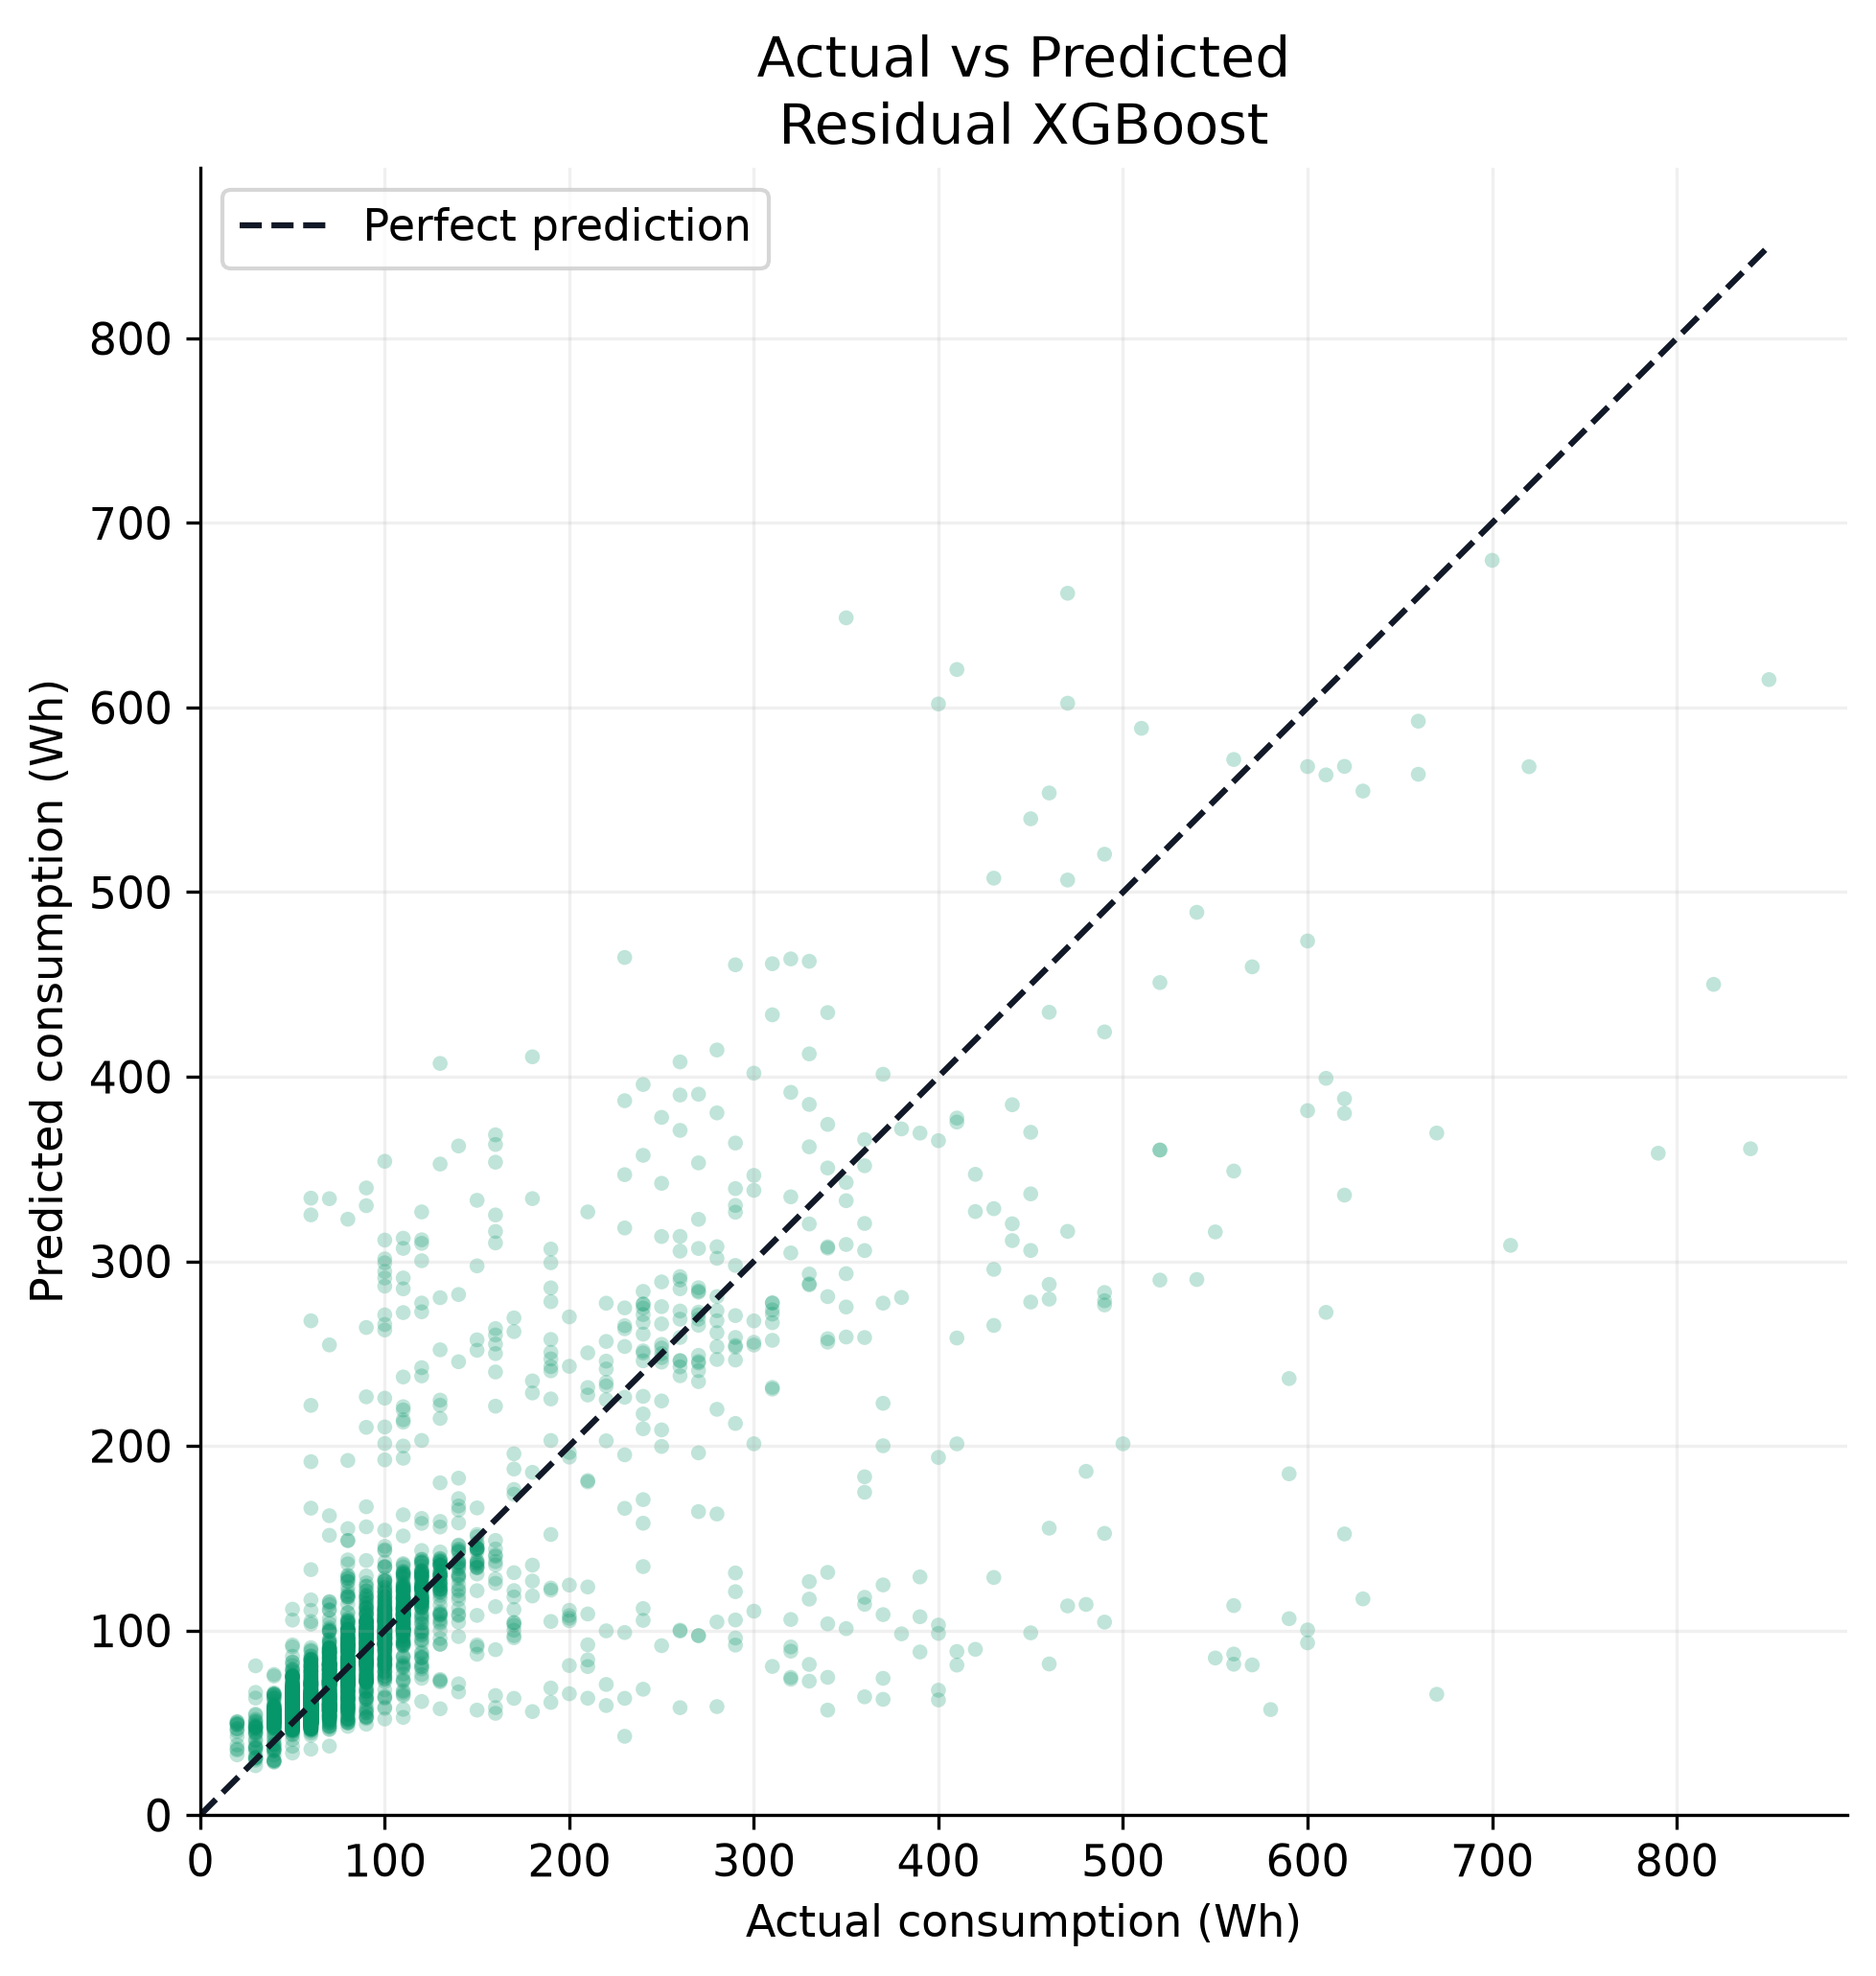 Actual vs Predicted
Residual XGBoost
Perfect prediction
800
700
600
500
400
300
200
100
0
Predicted consumption (Wh)
0 100 200 300 400 500 600 700 800
Actual consumption (Wh)